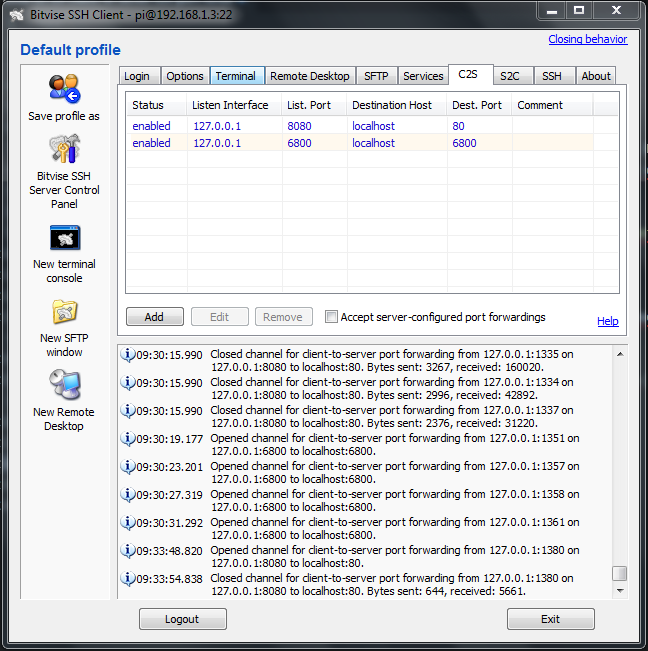 Bitvise SSH Client - pi@192.168.1.3:22
Default profile
Closing behavior
Save profile as
Bitvise SSH
Server Control
Panel
New terminal
console
New SFTP
window
New Remote
Desktop
Login Options Terminal Remote Desktop SFTP Services C2S S2C SSH About
Status Listen Interface List. Port Destination Host Dest. Port Comment
enabled 127.0.0.1 8080 localhost 80
enabled 127.0.0.1 6800 localhost 6800
Add Edit Remove Accept server-configured port forwardings
Help
09:30:15.990 Closed channel for client-to-server port forwarding from 127.0.0.1:1335 on
127.0.0.1:8080 to localhost:80. Bytes sent: 3267, received: 160020.
09:30:15.990 Closed channel for client-to-server port forwarding from 127.0.0.1:1334 on
127.0.0.1:8080 to localhost:80. Bytes sent: 2996, received: 42892.
09:30:15.990 Closed channel for client-to-server port forwarding from 127.0.0.1:1337 on
127.0.0.1:8080 to localhost:80. Bytes sent: 2376, received: 31220.
09:30:19.177 Opened channel for client-to-server port forwarding from 127.0.0.1:1351 on
127.0.0.1:6800 to localhost:6800.
09:30:23.201 Opened channel for client-to-server port forwarding from 127.0.0.1:1357 on
127.0.0.1:6800 to localhost:6800.
09:30:27.319 Opened channel for client-to-server port forwarding from 127.0.0.1:1358 on
127.0.0.1:6800 to localhost:6800.
09:30:31.292 Opened channel for client-to-server port forwarding from 127.0.0.1:1361 on
127.0.0.1:6800 to localhost:6800.
09:33:48.820 Opened channel for client-to-server port forwarding from 127.0.0.1:1380 on
127.0.0.1:8080 to localhost:80.
09:33:54.838 Closed channel for client-to-server port forwarding from 127.0.0.1:1380 on
127.0.0.1:8080 to localhost:80. Bytes sent: 644, received: 5661.
Logout Exit